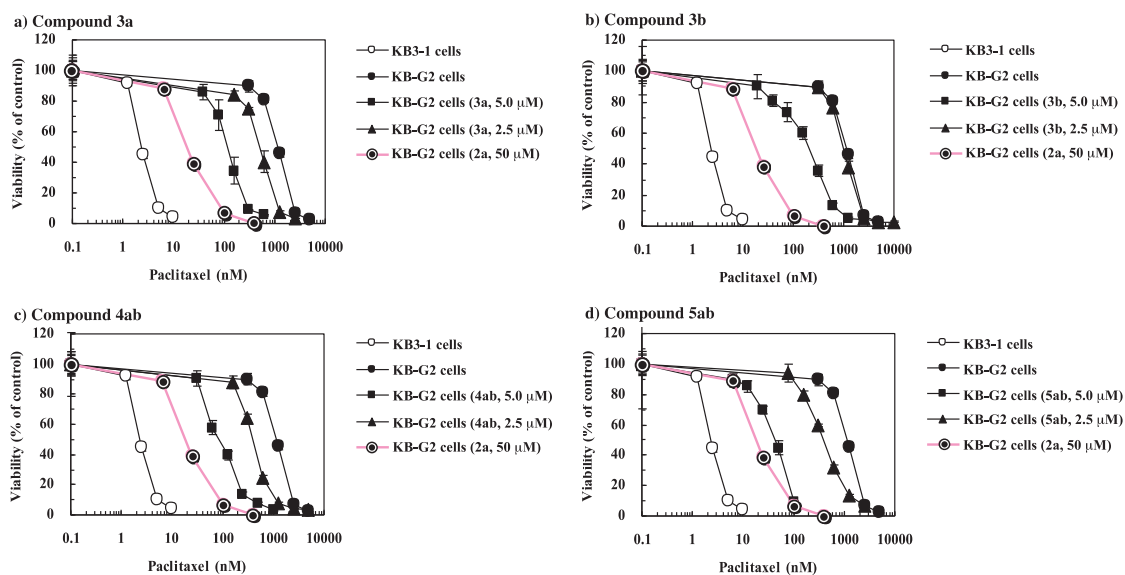 a) Compound 3a
120
100
80
60
40
20
0
Viability (% of control)
0.1 1 10 100 1000 10000
Paclitaxel (nM)
KB3-1 cells
KB-G2 cells
KB-G2 cells (3a, 5.0 μM)
KB-G2 cells (3a, 2.5 μM)
KB-G2 cells (2a, 50 μM)
b) Compound 3b
120
100
80
60
40
20
0
Viability (% of control)
0.1 1 10 100 1000 10000
Paclitaxel (nM)
KB3-1 cells
KB-G2 cells
KB-G2 cells (3b, 5.0 μM)
KB-G2 cells (3b, 2.5 μM)
KB-G2 cells (2a, 50 μM)
c) Compound 4ab
120
100
80
60
40
20
0
Viability (% of control)
0.1 1 10 100 1000 10000
Paclitaxel (nM)
KB3-1 cells
KB-G2 cells
KB-G2 cells (4ab, 5.0 μM)
KB-G2 cells (4ab, 2.5 μM)
KB-G2 cells (2a, 50 μM)
d) Compound 5ab
120
100
80
60
40
20
0
Viability (% of control)
0.1 1 10 100 1000 10000
Paclitaxel (nM)
KB3-1 cells
KB-G2 cells
KB-G2 cells (5ab, 5.0 μM)
KB-G2 cells (5ab, 2.5 μM)
KB-G2 cells (2a, 50 μM)